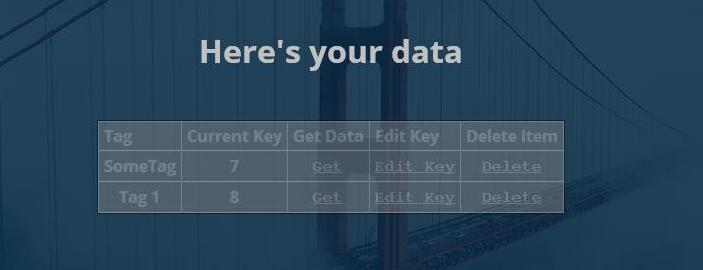 Here's your data
Tag Current Key Get Data Edit Key Delete Item
SomeTag 7 Get Edit Key Delete
Tag 1 8 Get Edit Key Delete